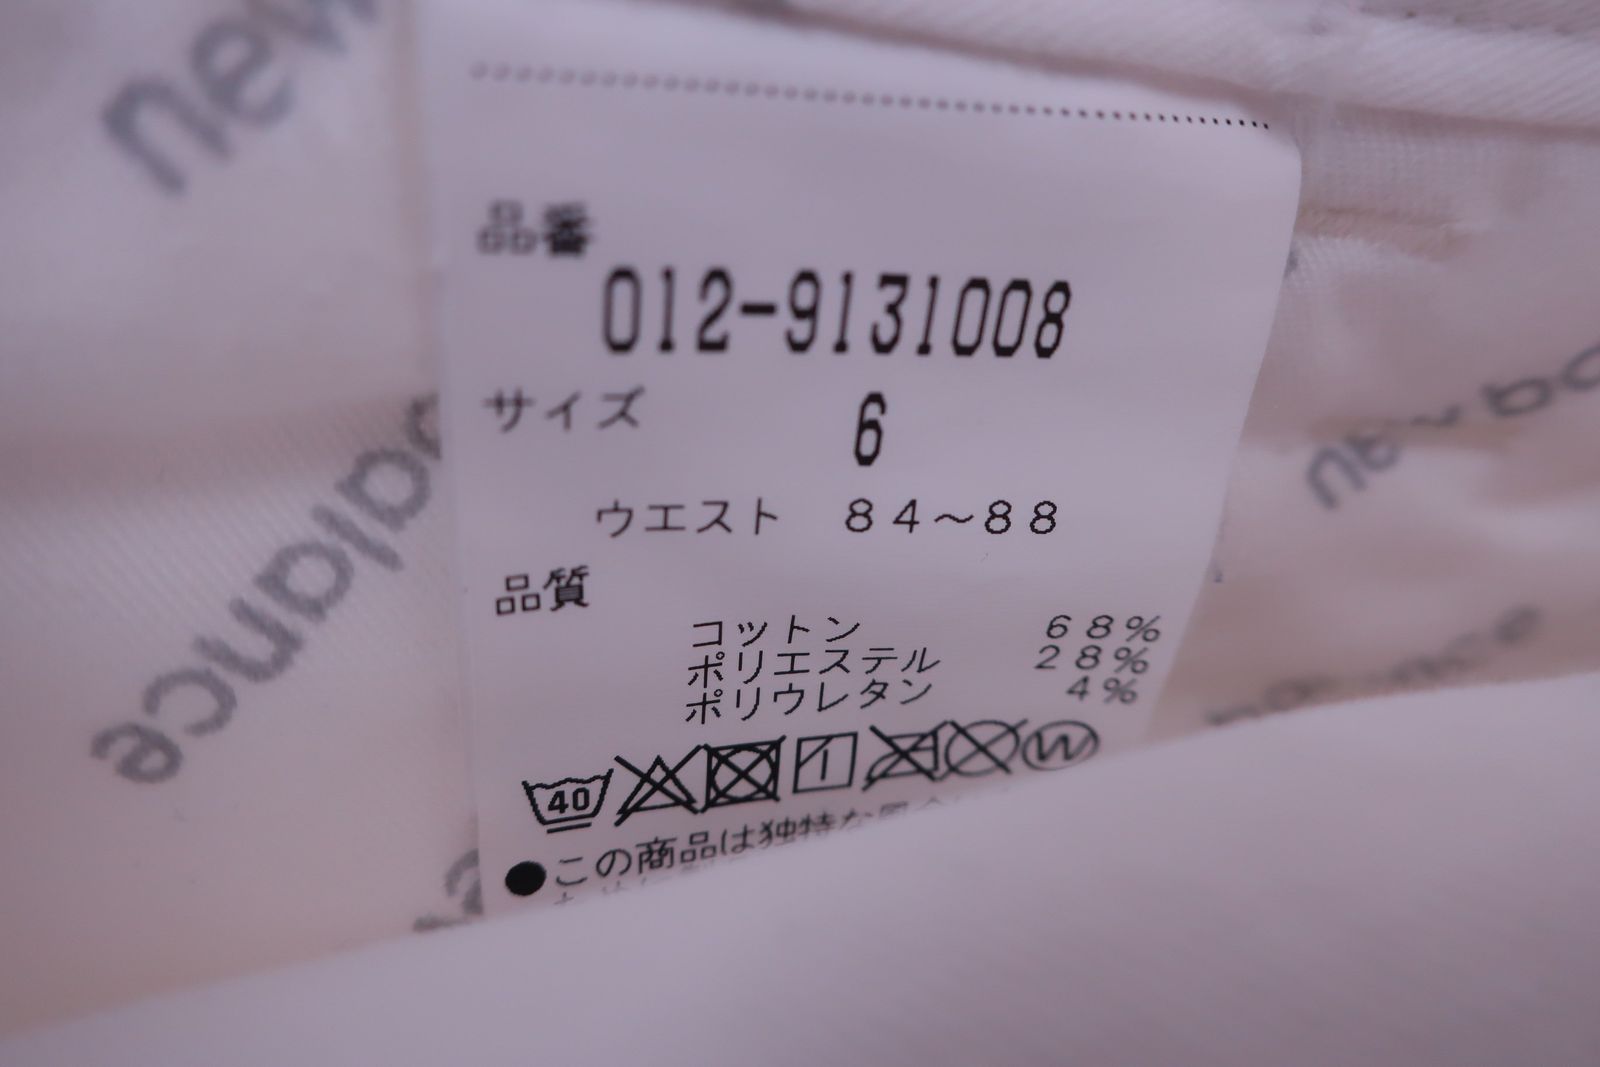 new
balance
品番
012-9131008
サイズ 6
ウエスト 84～88
品質
コットン 68%
ポリエステル 28%
ポリウレタン 4%
40
W
●この商品は独特な